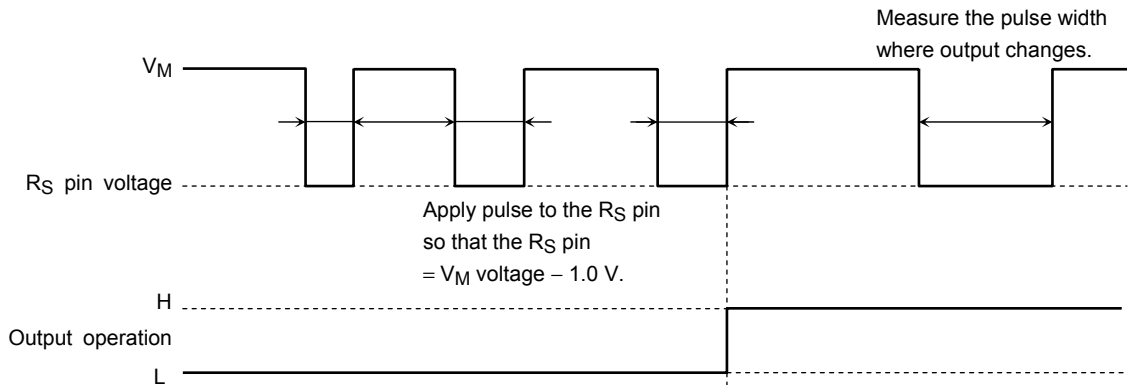 Measure the pulse width
where output changes.
VM
RS pin voltage
Apply pulse to the RS pin
so that the RS pin
= VM voltage − 1.0 V.
H
Output operation
L